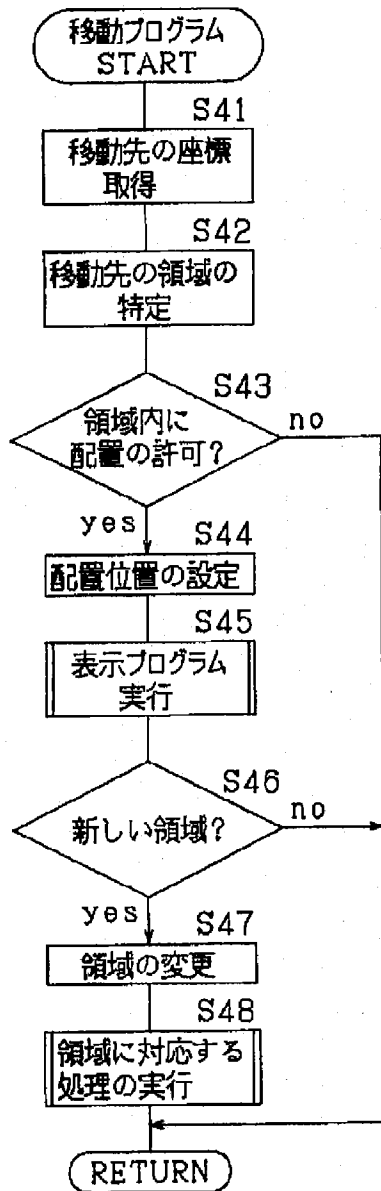 移動プログラム
START
S41
移動先の座標
取得
S42
移動先の領域の
特定
S43
領域内に
配置の許可?
no
yes
S44
配置位置の設定
S45
表示プログラム
実行
S46
新しい領域?
no
yes
S47
領域の変更
S48
領域に対応する
処理の実行
RETURN